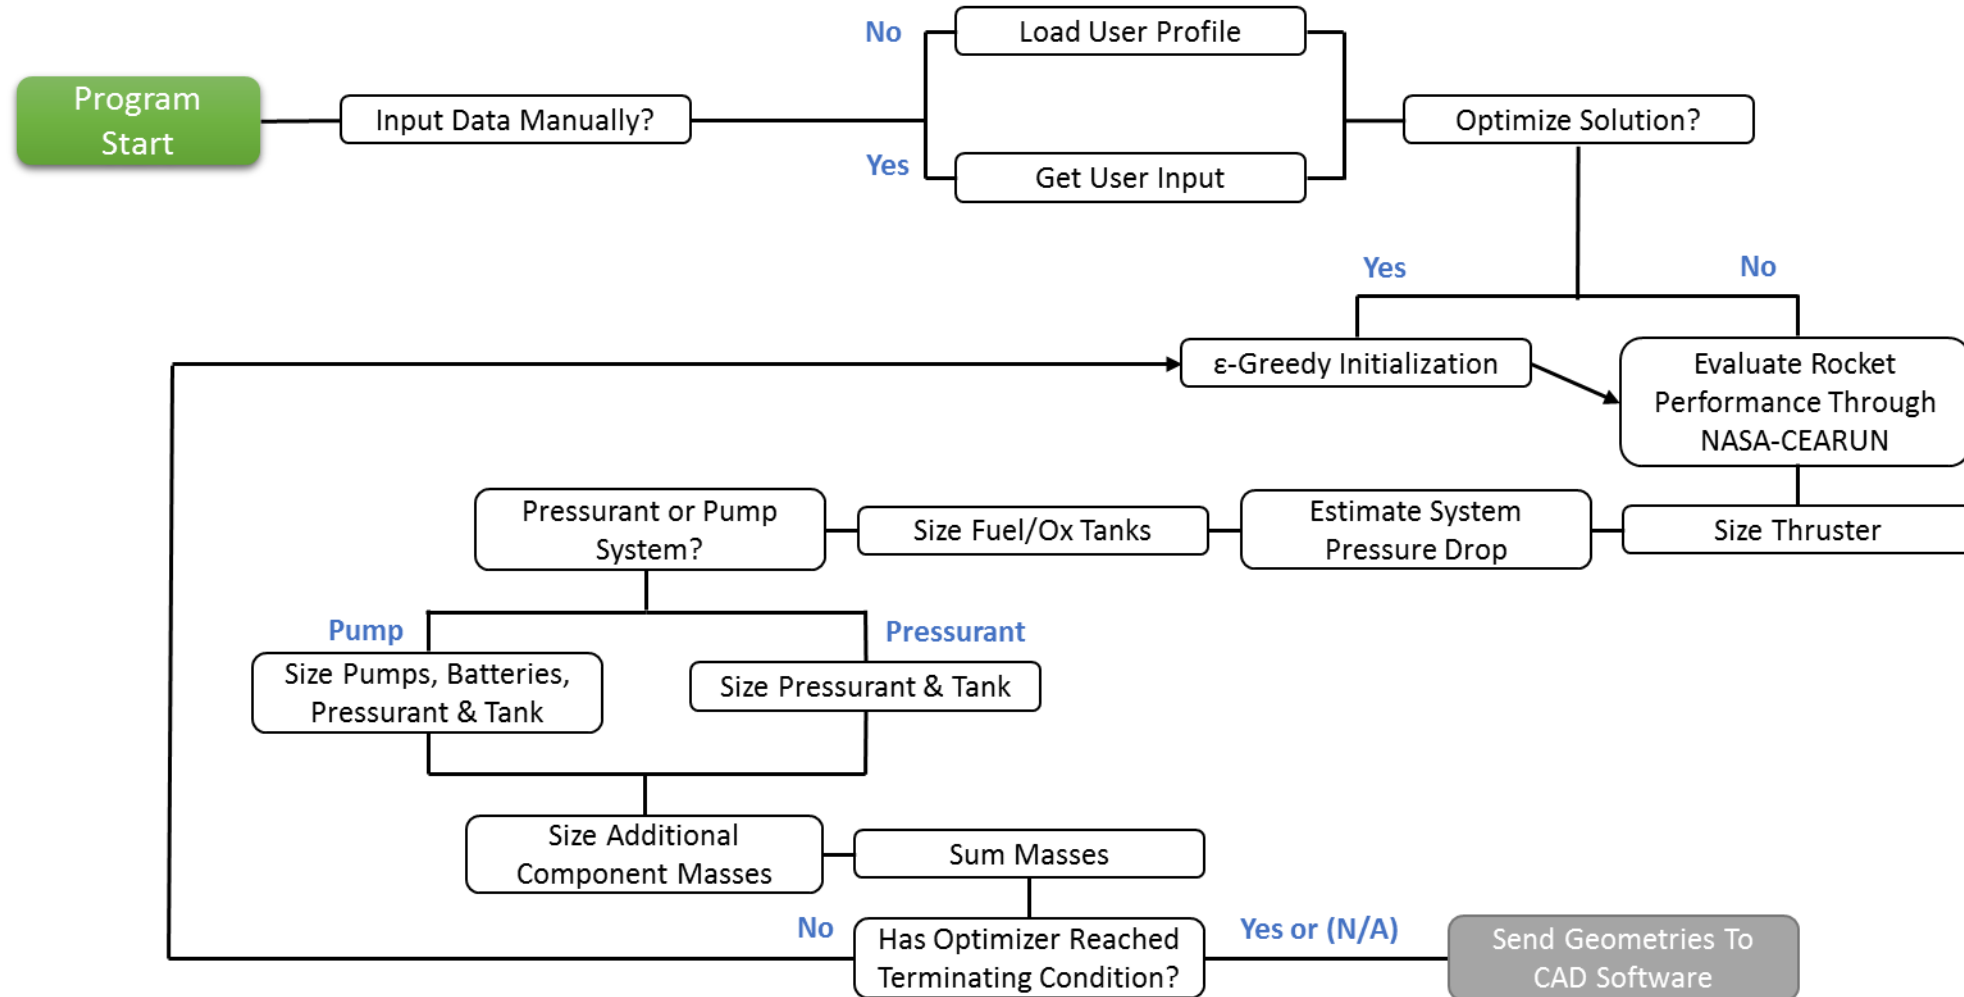 No
Load User Profile
Program
Start
Input Data Manually?
Optimize Solution?
Yes
Get User Input
Yes
No
ε-Greedy Initialization
Evaluate Rocket
Performance Through
NASA-CEARUN
Pressurant or Pump
System?
Size Fuel/Ox Tanks
Estimate System
Pressure Drop
Size Thruster
Pump
Pressurant
Size Pumps, Batteries,
Pressurant & Tank
Size Pressurant & Tank
Size Additional
Component Masses
Sum Masses
No
Has Optimizer Reached
Terminating Condition?
Yes or (N/A)
Send Geometries To
CAD Software